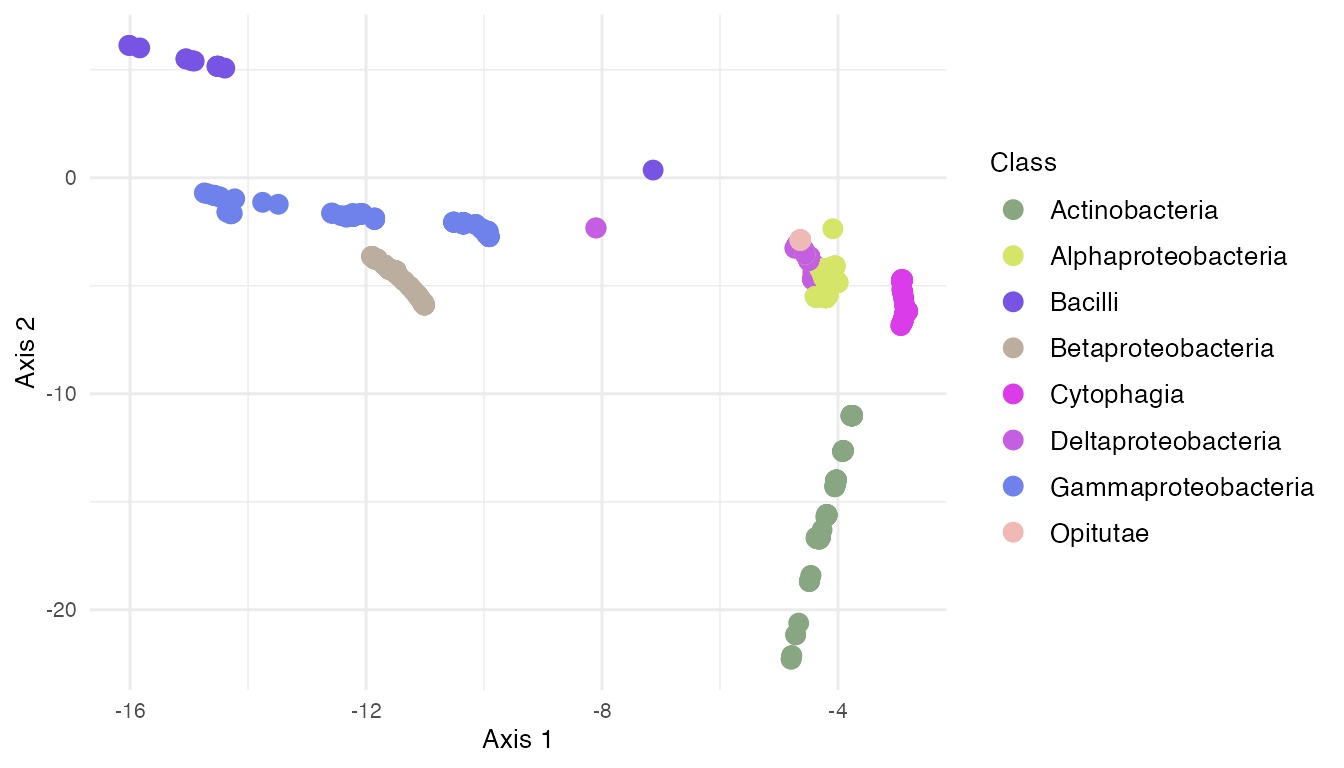 0
-10
-20
Axis 2
-16
-12
-8
-4
Axis 1
Class
Actinobacteria
Alphaproteobacteria
Bacilli
Betaproteobacteria
Cytophagia
Deltaproteobacteria
Gammaproteobacteria
Opitutae